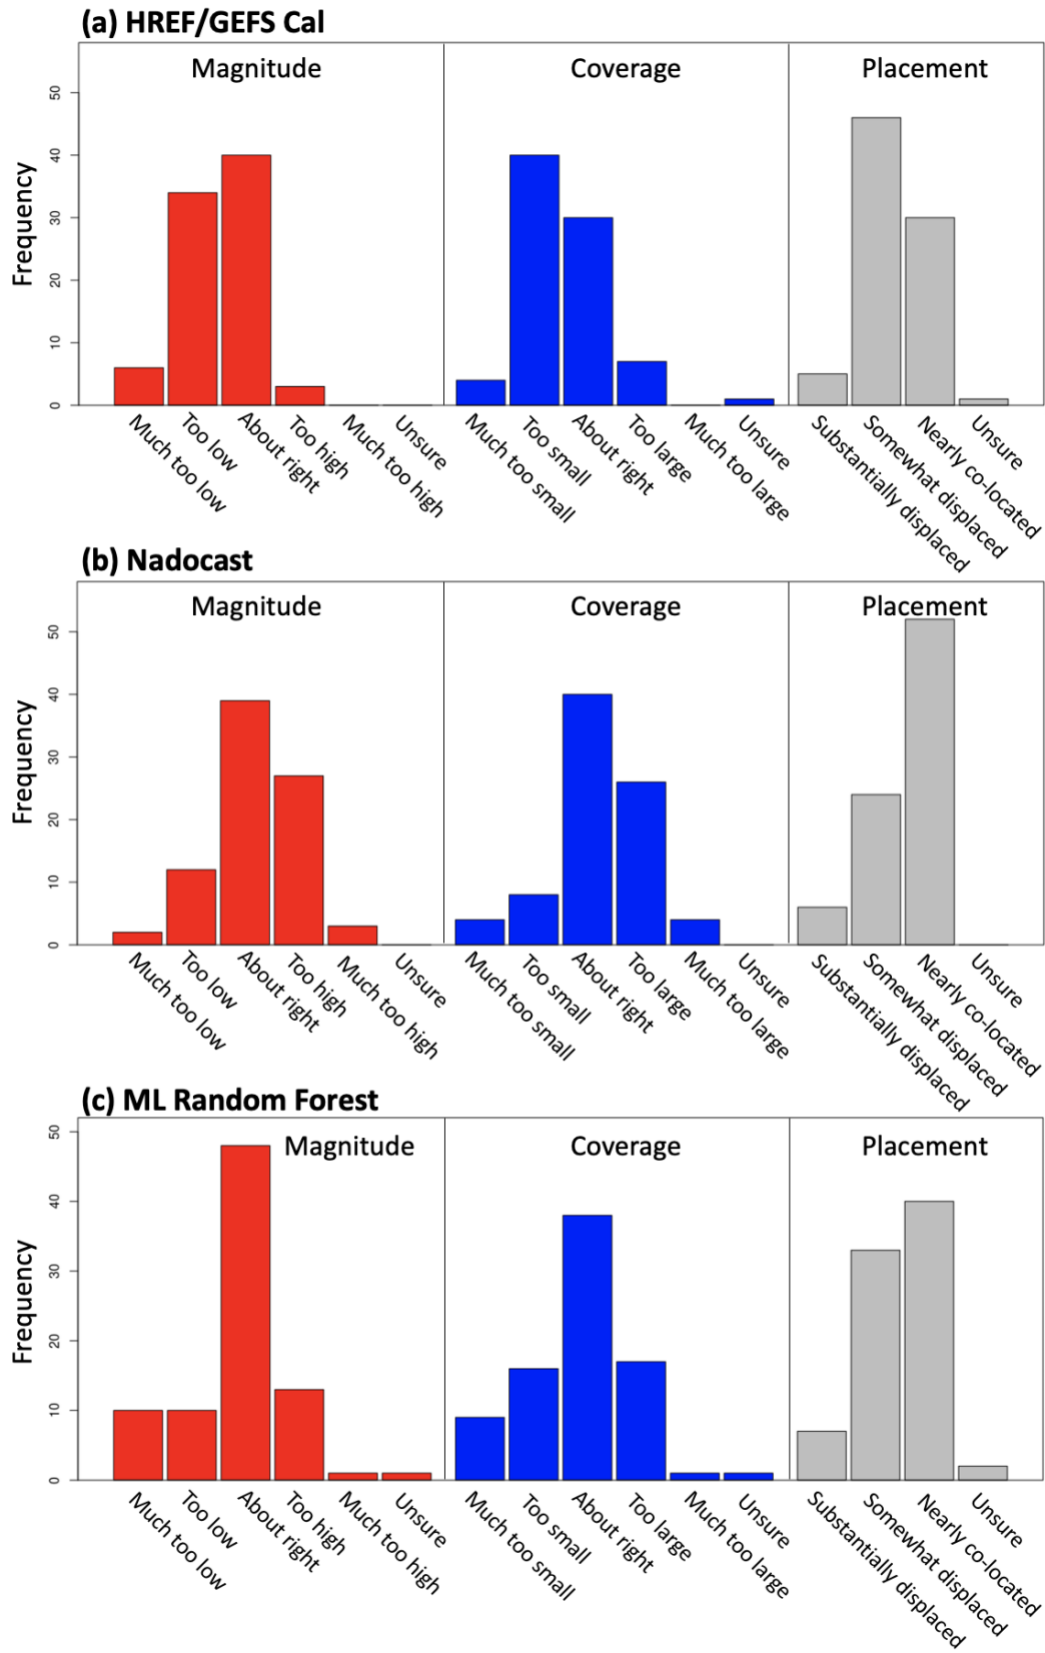 (a) HREF/GEFS Cal
Magnitude
Coverage
Placement
Frequency
50
40
30
20
10
0
Much too low
Too low
About right
Too high
Much too high
Unsure
Much too small
Too small
About right
Too large
Much too large
Unsure
Substantially displaced
Somewhat displaced
Nearly co-located
Unsure
(b) Nadocast
Magnitude
Coverage
Placement
Frequency
50
40
30
20
10
0
Much too low
Too low
About right
Too high
Much too high
Unsure
Much too small
Too small
About right
Too large
Much too large
Unsure
Substantially displaced
Somewhat displaced
Nearly co-located
Unsure
(c) ML Random Forest
Magnitude
Coverage
Placement
Frequency
50
40
30
20
10
0
Much too low
Too low
About right
Too high
Much too high
Unsure
Much too small
Too small
About right
Too large
Much too large
Unsure
Substantially displaced
Somewhat displaced
Nearly co-located
Unsure